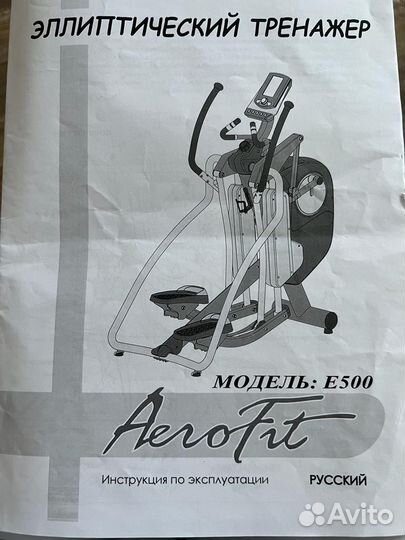 ЭЛЛИПТИЧЕСКИЙ ТРЕНАЖЕР
МОДЕЛЬ: E500
AeroFit
Инструкция по эксплуатации РУССКИЙ
Avito